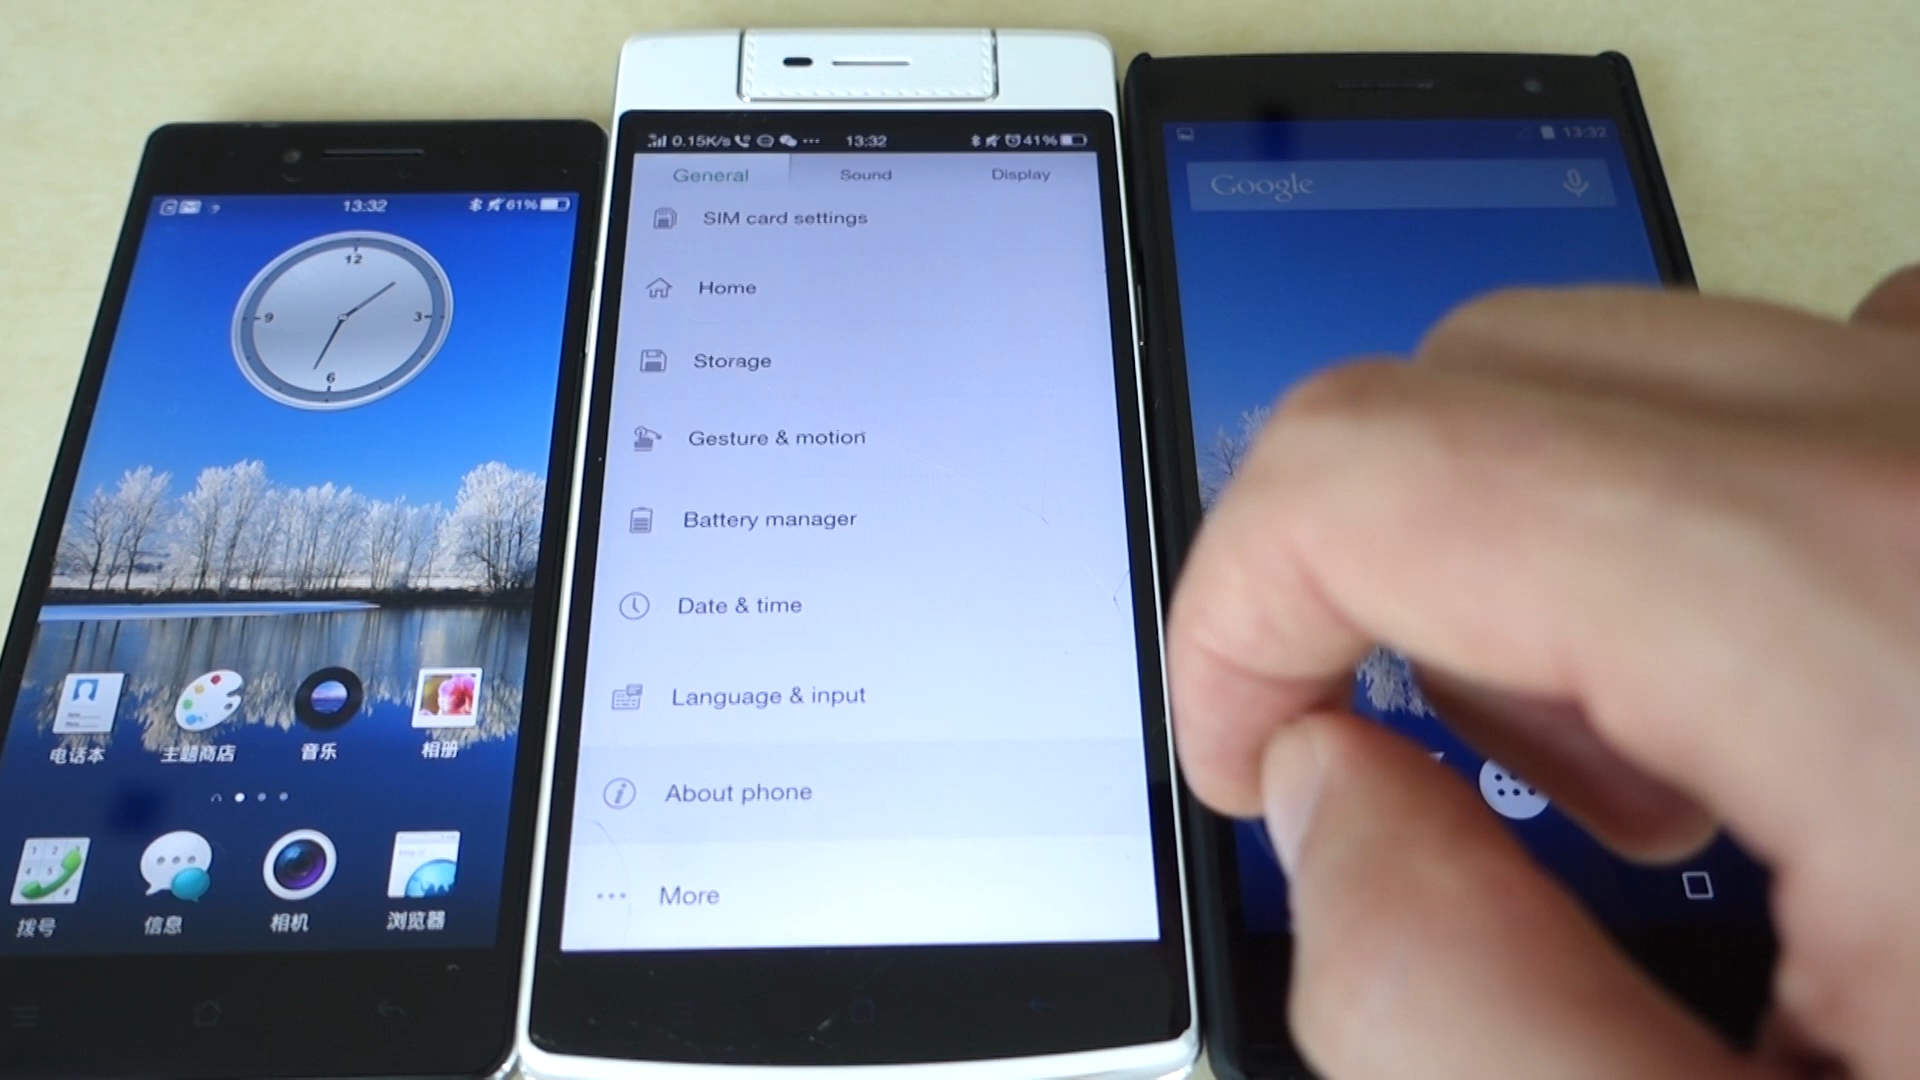 13:32
61%
12
9
3
6
电话本
主题商店
音乐
相册
拨号
信息
相机
浏览器
0.15K/s
13:32
41%
General
Sound
Display
SIM card settings
Home
Storage
Gesture & motion
Battery manager
Date & time
Language & input
About phone
More
13:32
Google